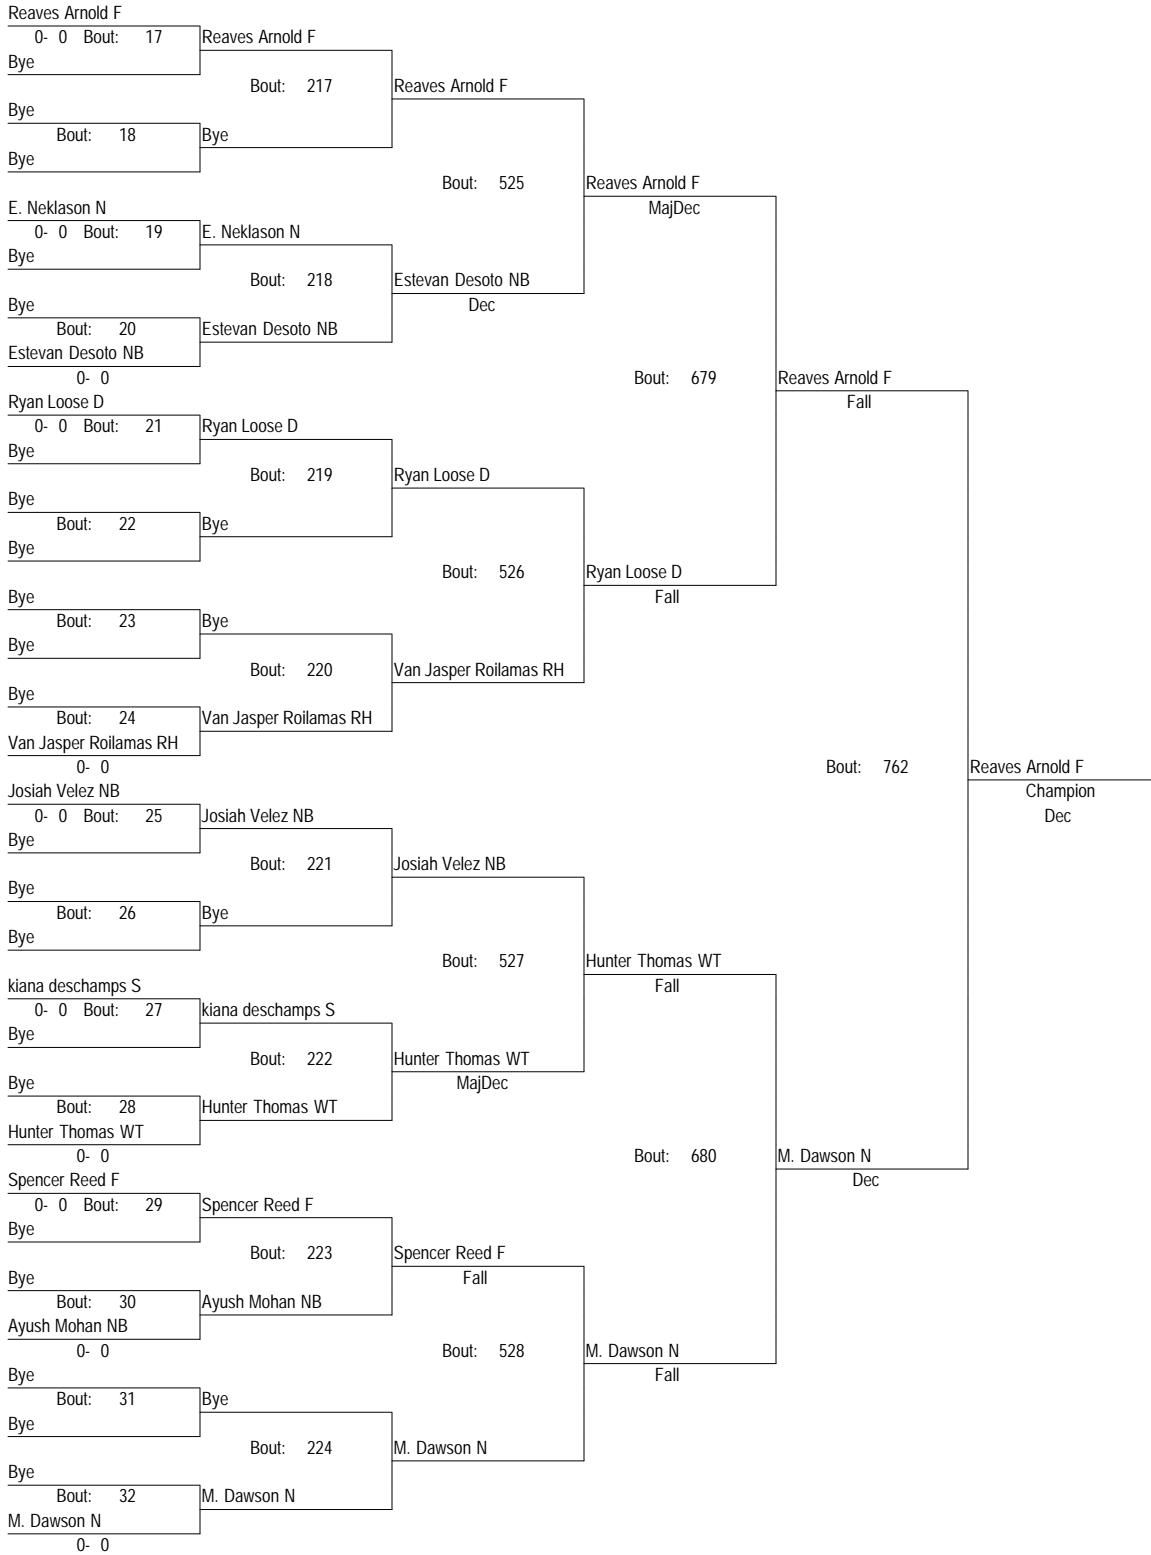 Reaves Arnold F
0- 0 Bout: 17 Reaves Arnold F
Bye
Bout: 217 Reaves Arnold F
Bye
Bout: 18 Bye
Bye
Bout: 525 Reaves Arnold F
MajDec
E. Neklason N
0- 0 Bout: 19 E. Neklason N
Bye
Bout: 218 Estevan Desoto NB
Bye Dec
Bout: 20 Estevan Desoto NB
Estevan Desoto NB
0- 0 Bout: 679 Reaves Arnold F
Ryan Loose D Fall
0- 0 Bout: 21 Ryan Loose D
Bye
Bout: 219 Ryan Loose D
Bye
Bout: 22 Bye
Bye
Bout: 526 Ryan Loose D
Bye Fall
Bout: 23 Bye
Bye
Bout: 220 Van Jasper Roilamas RH
Bye
Bout: 24 Van Jasper Roilamas RH
Van Jasper Roilamas RH
0- 0 Bout: 762 Reaves Arnold F
Josiah Velez NB Champion
0- 0 Bout: 25 Josiah Velez NB Dec
Bye
Bout: 221 Josiah Velez NB
Bye
Bout: 26 Bye
Bye
Bout: 527 Hunter Thomas WT
kiana deschamps S Fall
0- 0 Bout: 27 kiana deschamps S
Bye
Bout: 222 Hunter Thomas WT
Bye MajDec
Bout: 28 Hunter Thomas WT
Hunter Thomas WT
0- 0 Bout: 680 M. Dawson N
Spencer Reed F Dec
0- 0 Bout: 29 Spencer Reed F
Bye
Bout: 223 Spencer Reed F
Bye Fall
Bout: 30 Ayush Mohan NB
Ayush Mohan NB
0- 0 Bout: 528 M. Dawson N
Bye Fall
Bout: 31 Bye
Bye
Bout: 224 M. Dawson N
Bye
Bout: 32 M. Dawson N
M. Dawson N
0- 0